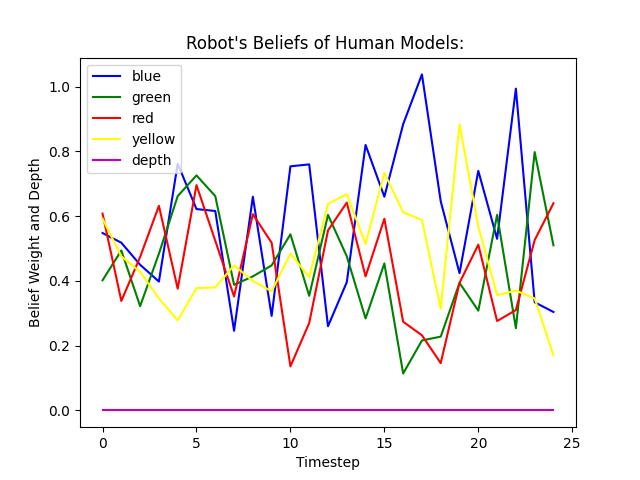 Robot's Beliefs of Human Models:
blue
green
red
yellow
depth
Belief Weight and Depth
1.0
0.8
0.6
0.4
0.2
0.0
0 5 10 15 20 25
Timestep